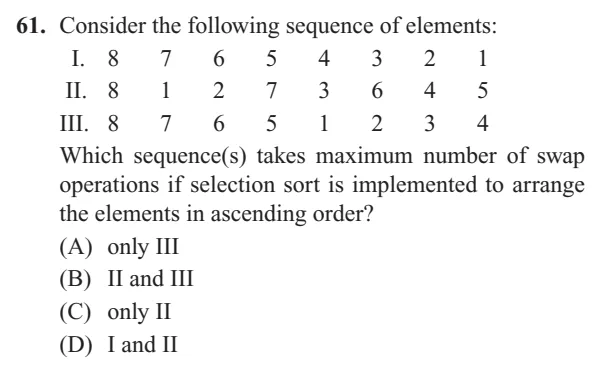 61. Consider the following sequence of elements:
I. 8 7 6 5 4 3 2 1
II. 8 1 2 7 3 6 4 5
III. 8 7 6 5 1 2 3 4
Which sequence(s) takes maximum number of swap
operations if selection sort is implemented to arrange
the elements in ascending order?
(A) only III
(B) II and III
(C) only II
(D) I and II